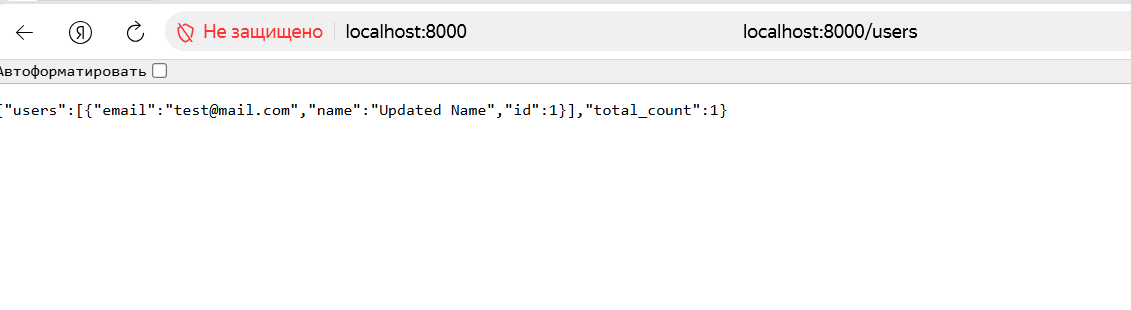 Я Не защищено localhost:8000 localhost:8000/users
Автоформатировать
{"users":[{"email":"test@mail.com","name":"Updated Name","id":1}],"total_count":1}